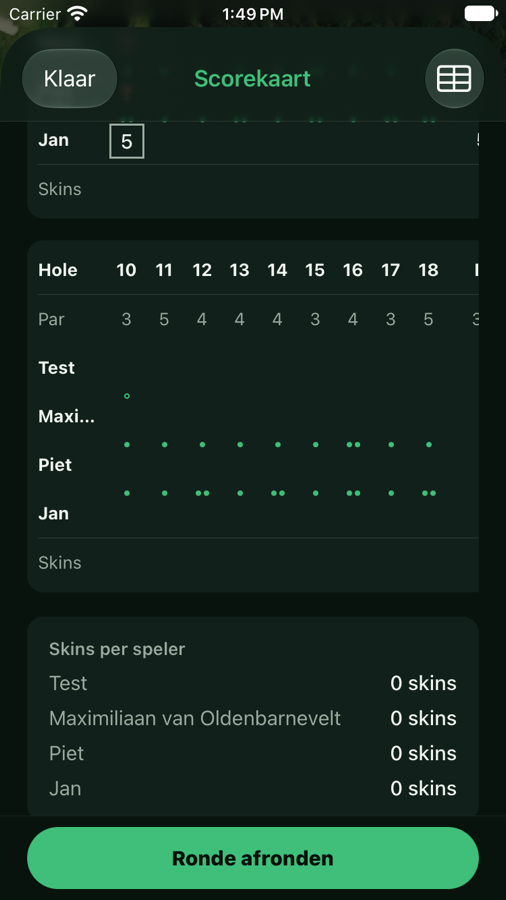 Carrier 1:49 PM
Klaar Scorekaart
Jan 5
Skins
Hole 10 11 12 13 14 15 16 17 18
Par 3 5 4 4 4 3 4 3 5
Test
Maxi...
Piet
Jan
Skins
Skins per speler
Test 0 skins
Maximiliaan van Oldenbarnevelt 0 skins
Piet 0 skins
Jan 0 skins
Ronde afronden